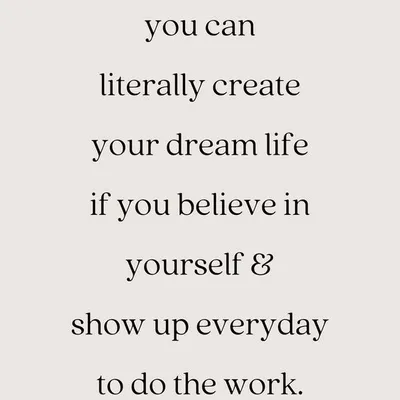 you can
literally create
your dream life
if you believe in
yourself &
show up everyday
to do the work.